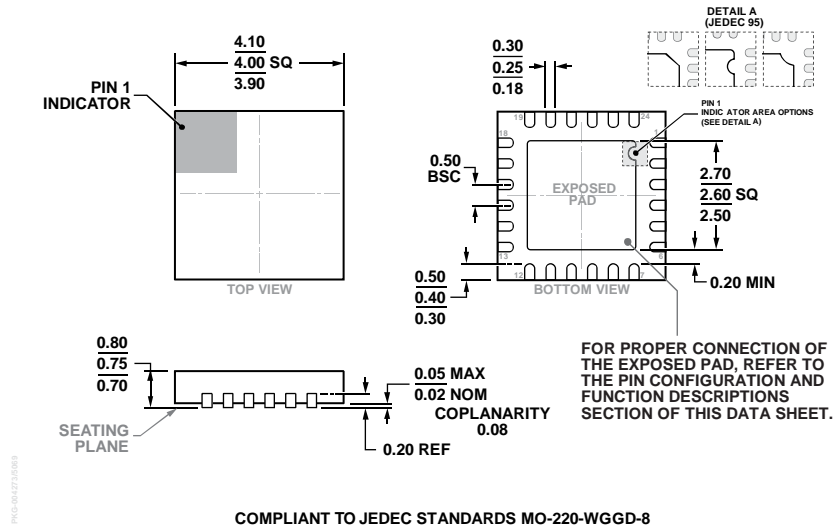 DETAIL A
(JEDEC 95)
4.10
4.00 SQ
3.90
0.30
0.25
0.18
PIN 1
INDICATOR
PIN 1
INDIC ATOR AREA OPTIONS
(SEE DETAIL A)
19
24
18
1
0.50
BSC
EXPOSED
PAD
2.70
2.60 SQ
2.50
13
6
12
7
0.50
0.40
0.30
0.20 MIN
TOP VIEW
BOTTOM VIEW
0.80
0.75
0.70
0.05 MAX
0.02 NOM
COPLANARITY
0.08
SEATING
PLANE
0.20 REF
FOR PROPER CONNECTION OF
THE EXPOSED PAD, REFER TO
THE PIN CONFIGURATION AND
FUNCTION DESCRIPTIONS
SECTION OF THIS DATA SHEET.
PKG-004273/5069
COMPLIANT TO JEDEC STANDARDS MO-220-WGGD-8